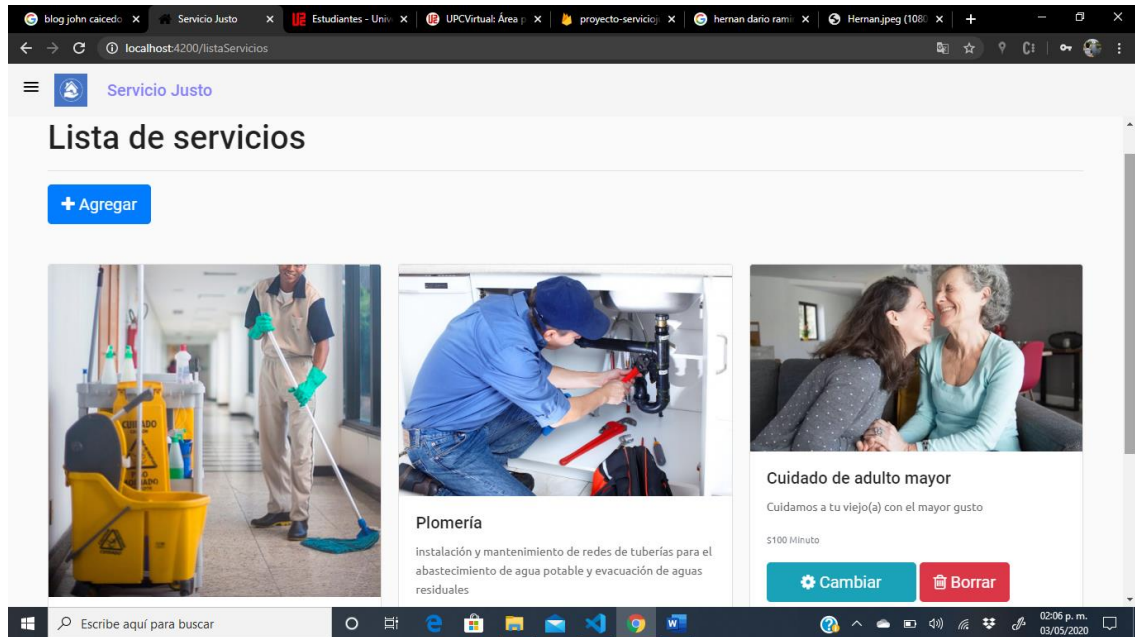 blog john caicedo
Servicio Justo
Estudiantes - Univ
UPCVirtual: Área p
proyecto-servicioj
hernan dario rami
Hernan.jpeg (1080
localhost:4200/listaServicios
Servicio Justo
Lista de servicios
Agregar
CUIDADO
Plomería
instalación y mantenimiento de redes de tuberías para el
abastecimiento de agua potable y evacuación de aguas
residuales
Cuidado de adulto mayor
Cuidamos a tu viejo(a) con el mayor gusto
$100 Minuto
Cambiar
Borrar
Escribe aquí para buscar
02:06 p. m.
03/05/2020